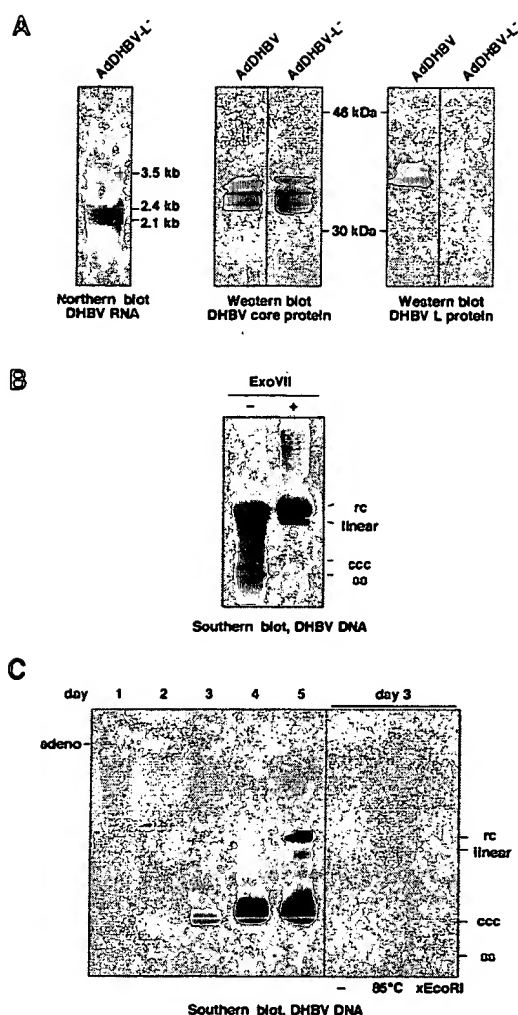 A
AdDHBV-L-
AdDHBV
AdDHBV-L-
AdDHBV
AdDHBV-L-
3.5 kb
2.4 kb
2.1 kb
46 kDa
30 kDa
Northern blot
DHBV RNA
Western blot
DHBV core protein
Western blot
DHBV L protein
B
ExoVII
- +
rc
linear
ccc
ss
Southern blot, DHBV DNA
C
day 1 2 3 4 5 day 3
adeno
rc
linear
ccc
ss
- 85°C xEcoRI
Southern blot, DHBV DNA